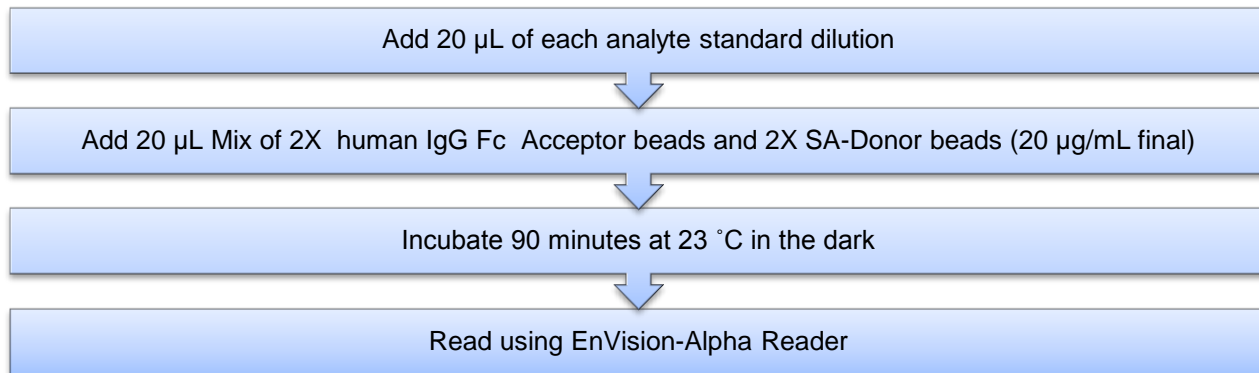 Add 20 µL of each analyte standard dilution
Add 20 µL Mix of 2X human IgG Fc Acceptor beads and 2X SA-Donor beads (20 µg/mL final)
Incubate 90 minutes at 23 ˚C in the dark
Read using EnVision-Alpha Reader